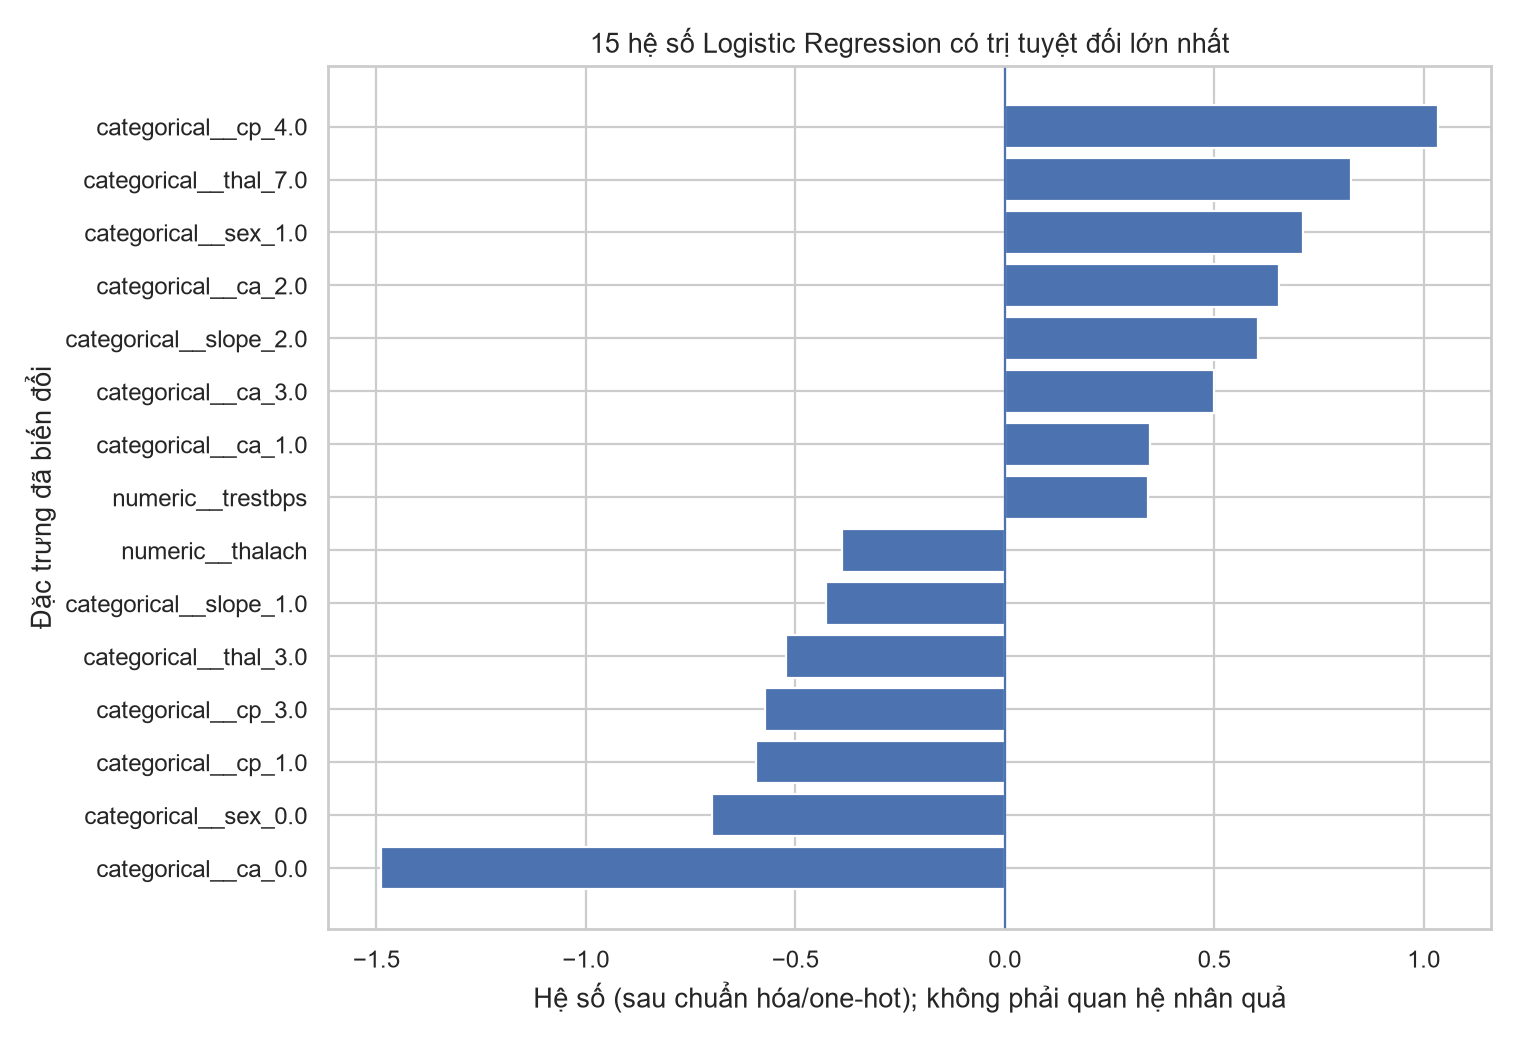 15 hệ số Logistic Regression có trị tuyệt đối lớn nhất
Đặc trưng đã biến đổi
categorical__cp_4.0
categorical__thal_7.0
categorical__sex_1.0
categorical__ca_2.0
categorical__slope_2.0
categorical__ca_3.0
categorical__ca_1.0
numeric__trestbps
numeric__thalach
categorical__slope_1.0
categorical__thal_3.0
categorical__cp_3.0
categorical__cp_1.0
categorical__sex_0.0
categorical__ca_0.0
−1.5 −1.0 −0.5 0.0 0.5 1.0
Hệ số (sau chuẩn hóa/one-hot); không phải quan hệ nhân quả